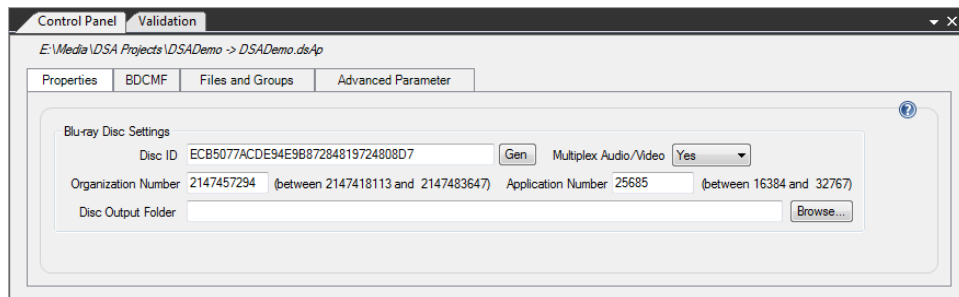 Control Panel Validation
E:\Media\DSA Projects\DSADemo -> DSADemo.dsAp
Properties BDCMF Files and Groups Advanced Parameter
?
Blu-ray Disc Settings
Disc ID ECB5077ACDE94E9B87284819724808D7 Gen Multiplex Audio/Video Yes
Organization Number 2147457294 (between 2147418113 and 2147483647) Application Number 25685 (between 16384 and 32767)
Disc Output Folder Browse...